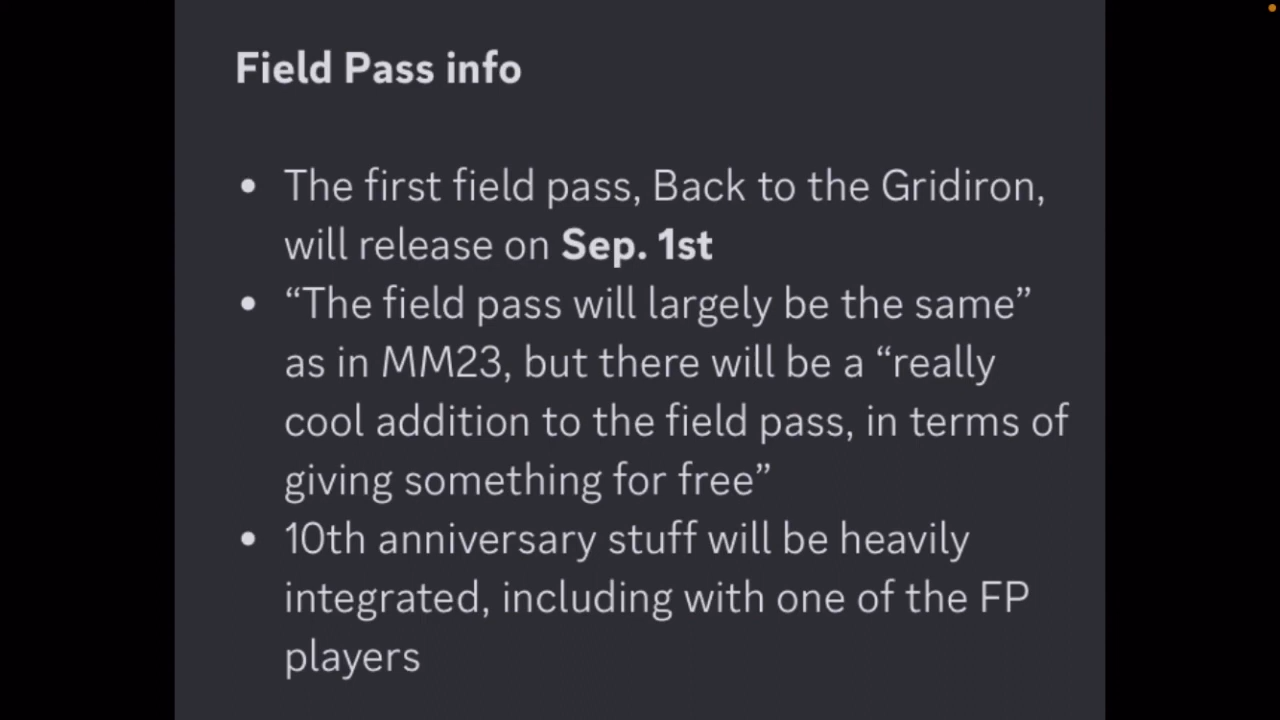 Field Pass info
• The first field pass, Back to the Gridiron,
will release on Sep. 1st
• “The field pass will largely be the same”
as in MM23, but there will be a “really
cool addition to the field pass, in terms of
giving something for free”
• 10th anniversary stuff will be heavily
integrated, including with one of the FP
players